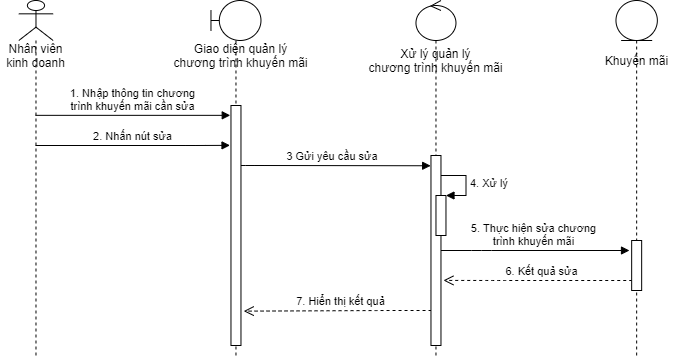 Nhân viên
kinh doanh
Giao diện quản lý
chương trình khuyến mãi
Xử lý quản lý
chương trình khuyến mãi
Khuyến mãi
1. Nhập thông tin chương
trình khuyến mãi cần sửa
2. Nhấn nút sửa
3 Gửi yêu cầu sửa
4. Xử lý
5. Thực hiện sửa chương
trình khuyến mãi
6. Kết quả sửa
7. Hiển thị kết quả